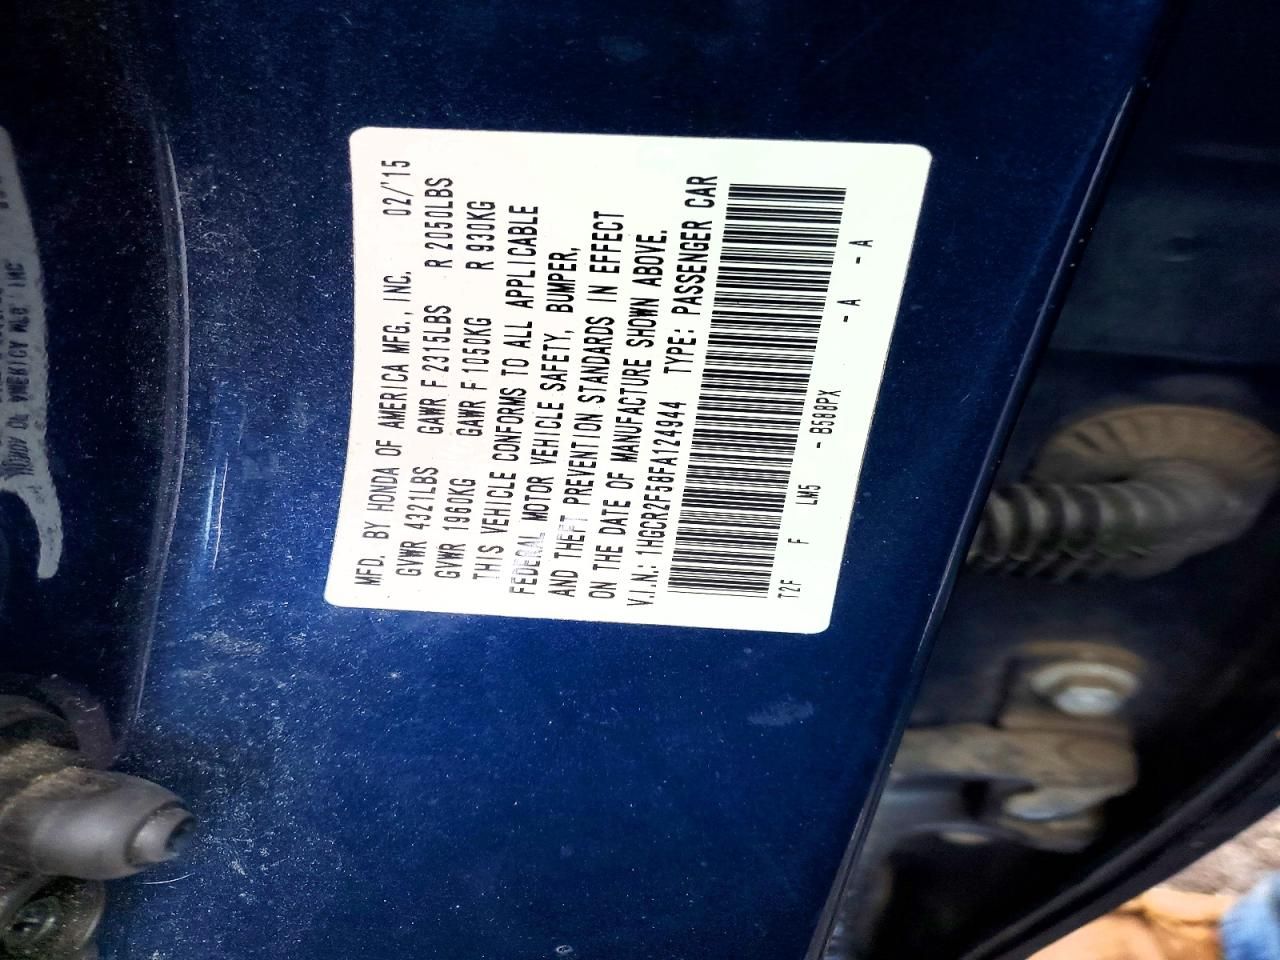 MFD. BY HONDA OF AMERICA MFG., INC. 02/'15
GVWR 4321LBS GAWR F 2315LBS R 2050LBS
GVWR 1960KG GAWR F 1050KG R 930KG
THIS VEHICLE CONFORMS TO ALL APPLICABLE
FEDERAL MOTOR VEHICLE SAFETY, BUMPER,
AND THEFT PREVENTION STANDARDS IN EFFECT
ON THE DATE OF MANUFACTURE SHOWN ABOVE.
V.I.N.: 1HGCR2F58FA124944 TYPE: PASSENGER CAR
T2F F LM5 - B588PX - A - A